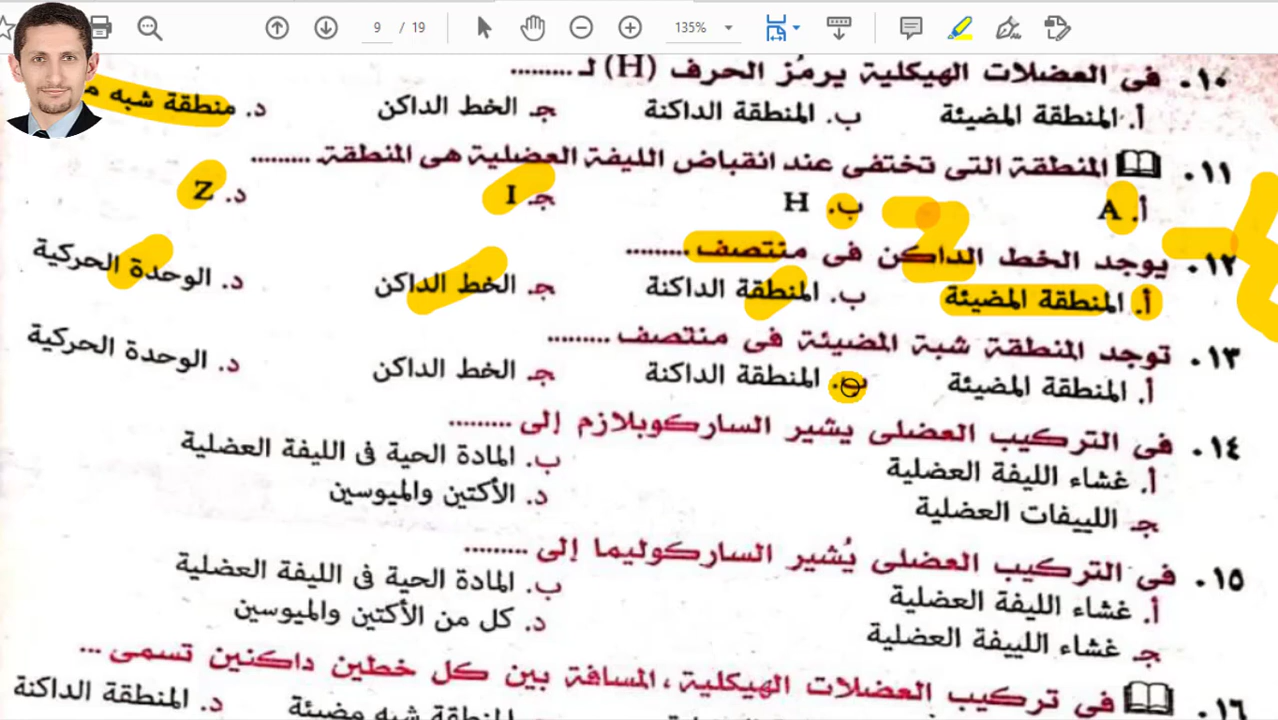 9 / 19
135%
١٠. فى العضلات الهيكلية يرمُز الحرف (H) لـ .........
أ. المنطقة المضيئة ب. المنطقة الداكنة جـ. الخط الداكن د. منطقة شبه
١١. المنطقة التى تختفى عند انقباض الليفة العضلية هى المنطقة .........
أ. A ب. H جـ. I د. Z
١٢. يوجد الخط الداكن فى منتصف .........
أ. المنطقة المضيئة ب. المنطقة الداكنة جـ. الخط الداكن د. الوحدة الحركية
١٣. توجد المنطقة شبة المضيئة فى منتصف .........
أ. المنطقة المضيئة ب. المنطقة الداكنة جـ. الخط الداكن د. الوحدة الحركية
١٤. فى التركيب العضلى يشير الساركوبلازم إلى .........
أ. غشاء الليفة العضلية ب. المادة الحية فى الليفة العضلية
جـ. اللييفات العضلية د. الأكتين والميوسين
١٥. فى التركيب العضلى يُشير الساركوليما إلى .........
أ. غشاء الليفة العضلية ب. المادة الحية فى الليفة العضلية
جـ. غشاء اللييفة العضلية د. كل من الأكتين والميوسين
١٦. فى تركيب العضلات الهيكلية، المسافة بين كل خطين داكنين تسمى ...
المنطقة شبه مضيئة د. المنطقة الداكنة